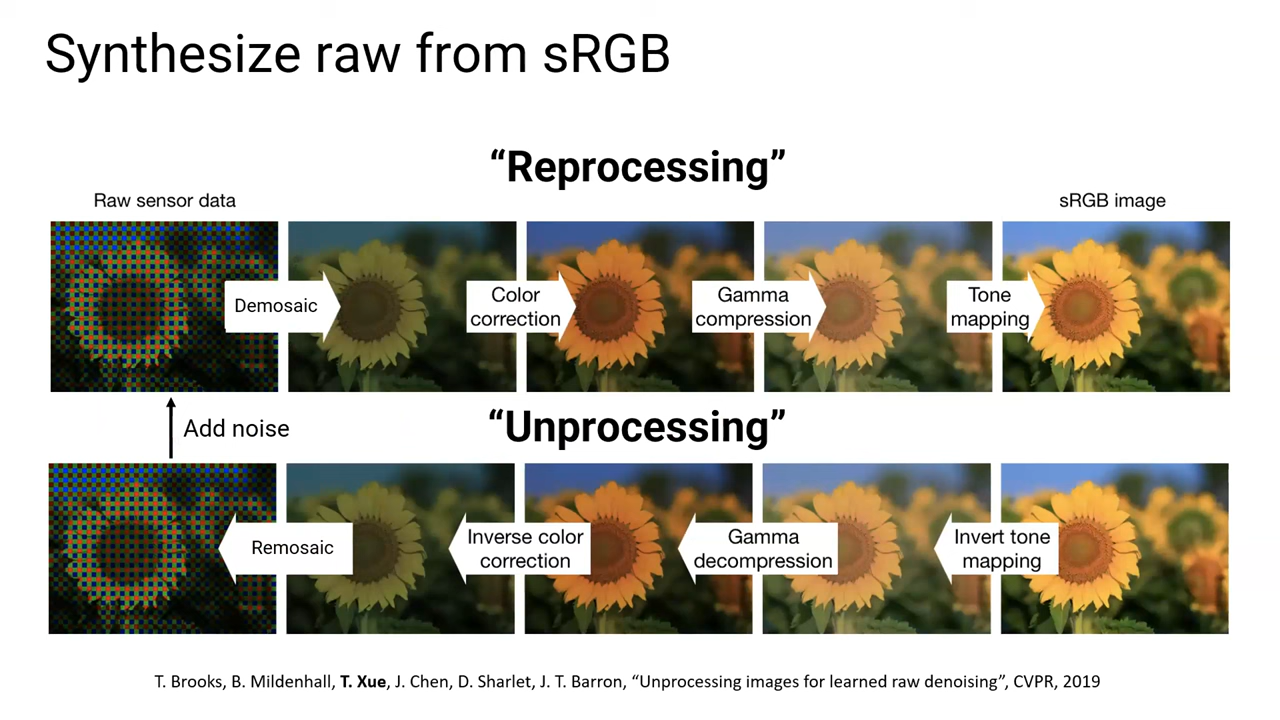 Synthesize raw from sRGB
“Reprocessing”
Raw sensor data
sRGB image
Demosaic
Color
correction
Gamma
compression
Tone
mapping
Add noise
“Unprocessing”
Remosaic
Inverse color
correction
Gamma
decompression
Invert tone
mapping
T. Brooks, B. Mildenhall, T. Xue, J. Chen, D. Sharlet, J. T. Barron, “Unprocessing images for learned raw denoising”, CVPR, 2019